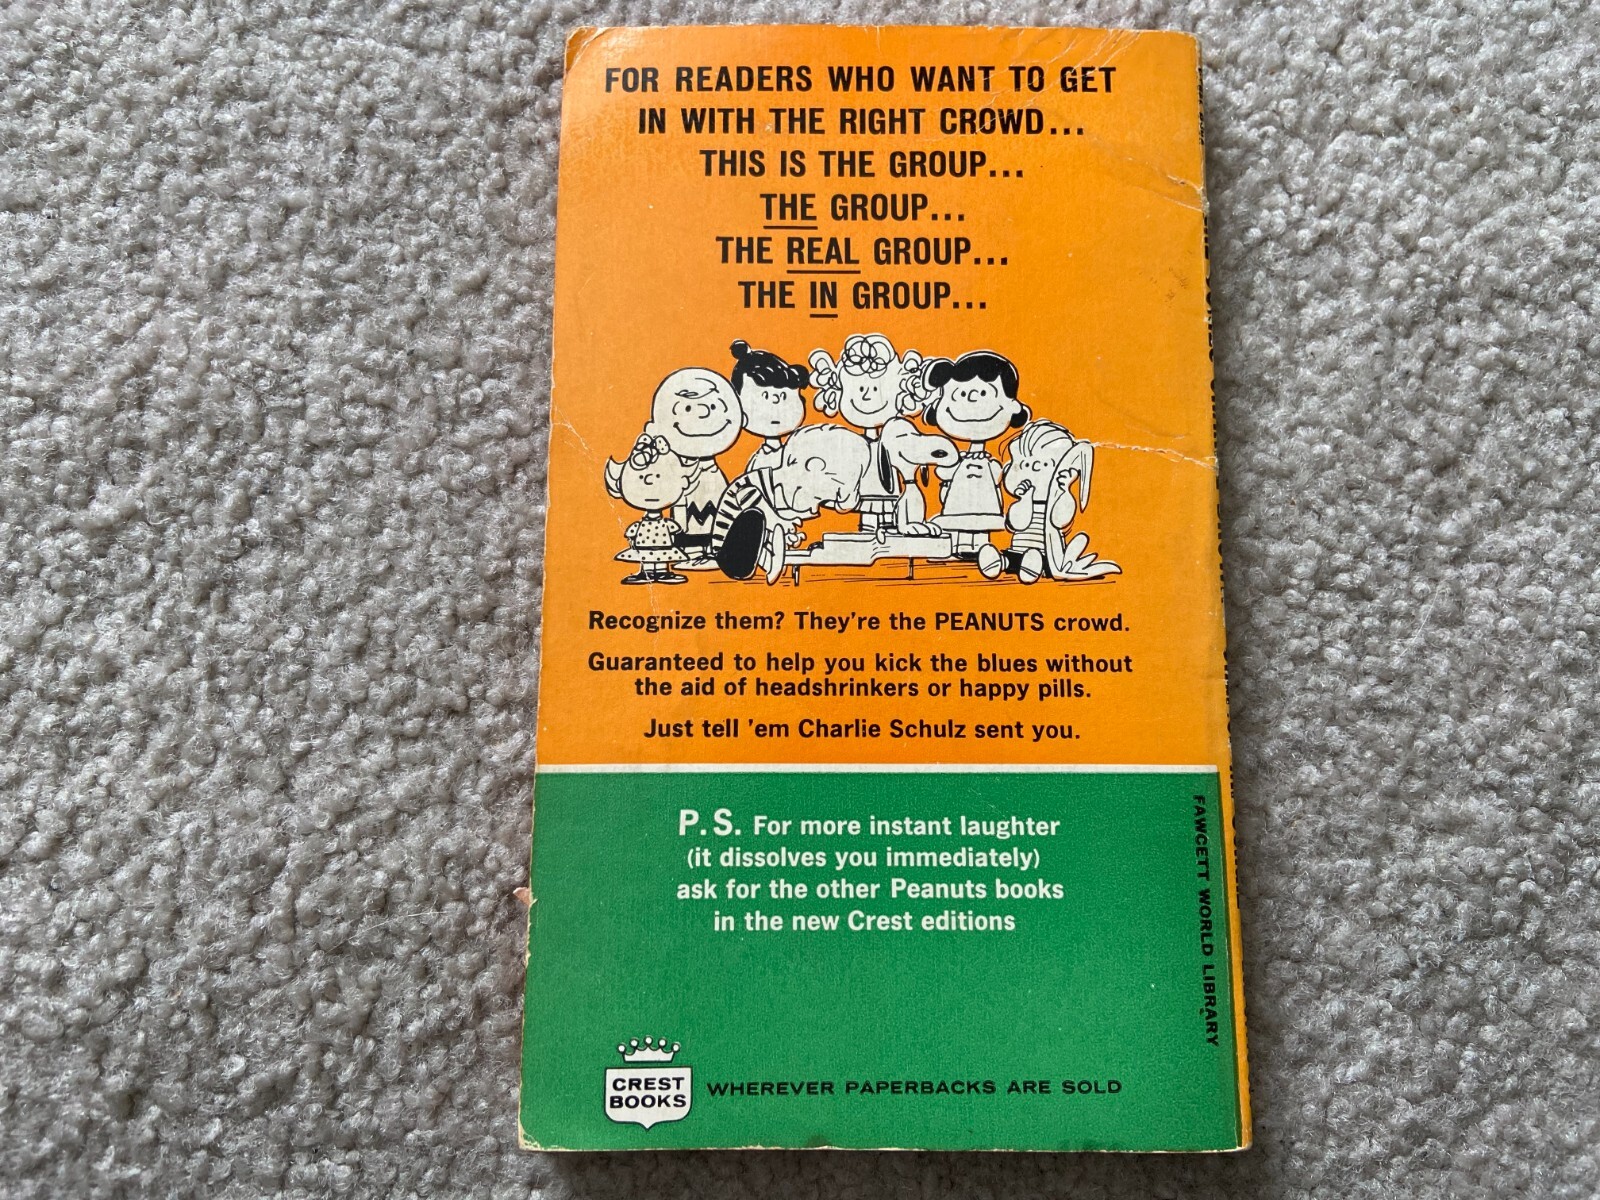 FOR READERS WHO WANT TO GET
IN WITH THE RIGHT CROWD...
THIS IS THE GROUP...
THE GROUP...
THE REAL GROUP...
THE IN GROUP...
Recognize them? They're the PEANUTS crowd.
Guaranteed to help you kick the blues without
the aid of headshrinkers or happy pills.
Just tell 'em Charlie Schulz sent you.
P.S. For more instant laughter
(it dissolves you immediately)
ask for the other Peanuts books
in the new Crest editions
FAWCETT WORLD LIBRARY
CREST
BOOKS
WHEREVER PAPERBACKS ARE SOLD